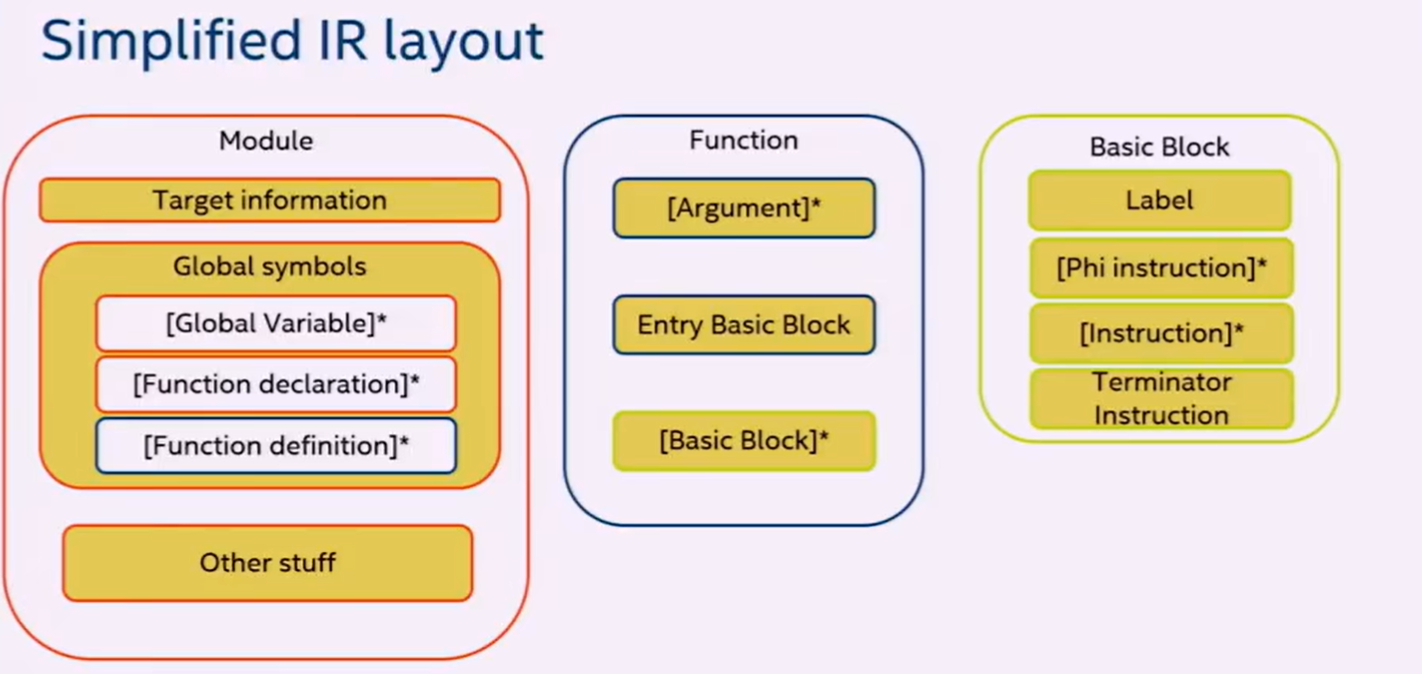 Simplified IR layout
Module
Target information
Global symbols
[Global Variable]*
[Function declaration]*
[Function definition]*
Other stuff
Function
[Argument]*
Entry Basic Block
[Basic Block]*
Basic Block
Label
[Phi instruction]*
[Instruction]*
Terminator
Instruction